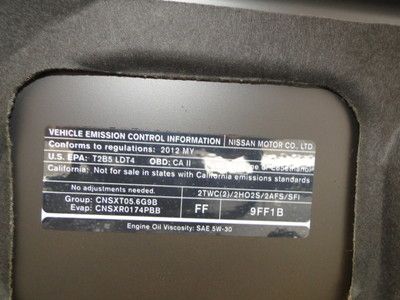 VEHICLE EMISSION CONTROL INFORMATION NISSAN MOTOR CO., LTD
Conforms to regulations: 2012 MY
U.S. EPA: T2B5 LDT4 OBD: CA II
California: Not for sale in states with California emissions standards
No adjustments needed. 2TWC(2)/2HO2S/2AFS/SFI
Group: CNSXT05.6G9B FF 9FF1B
Evap: CNSXR0174PBB
Engine Oil Viscosity: SAE 5W-30